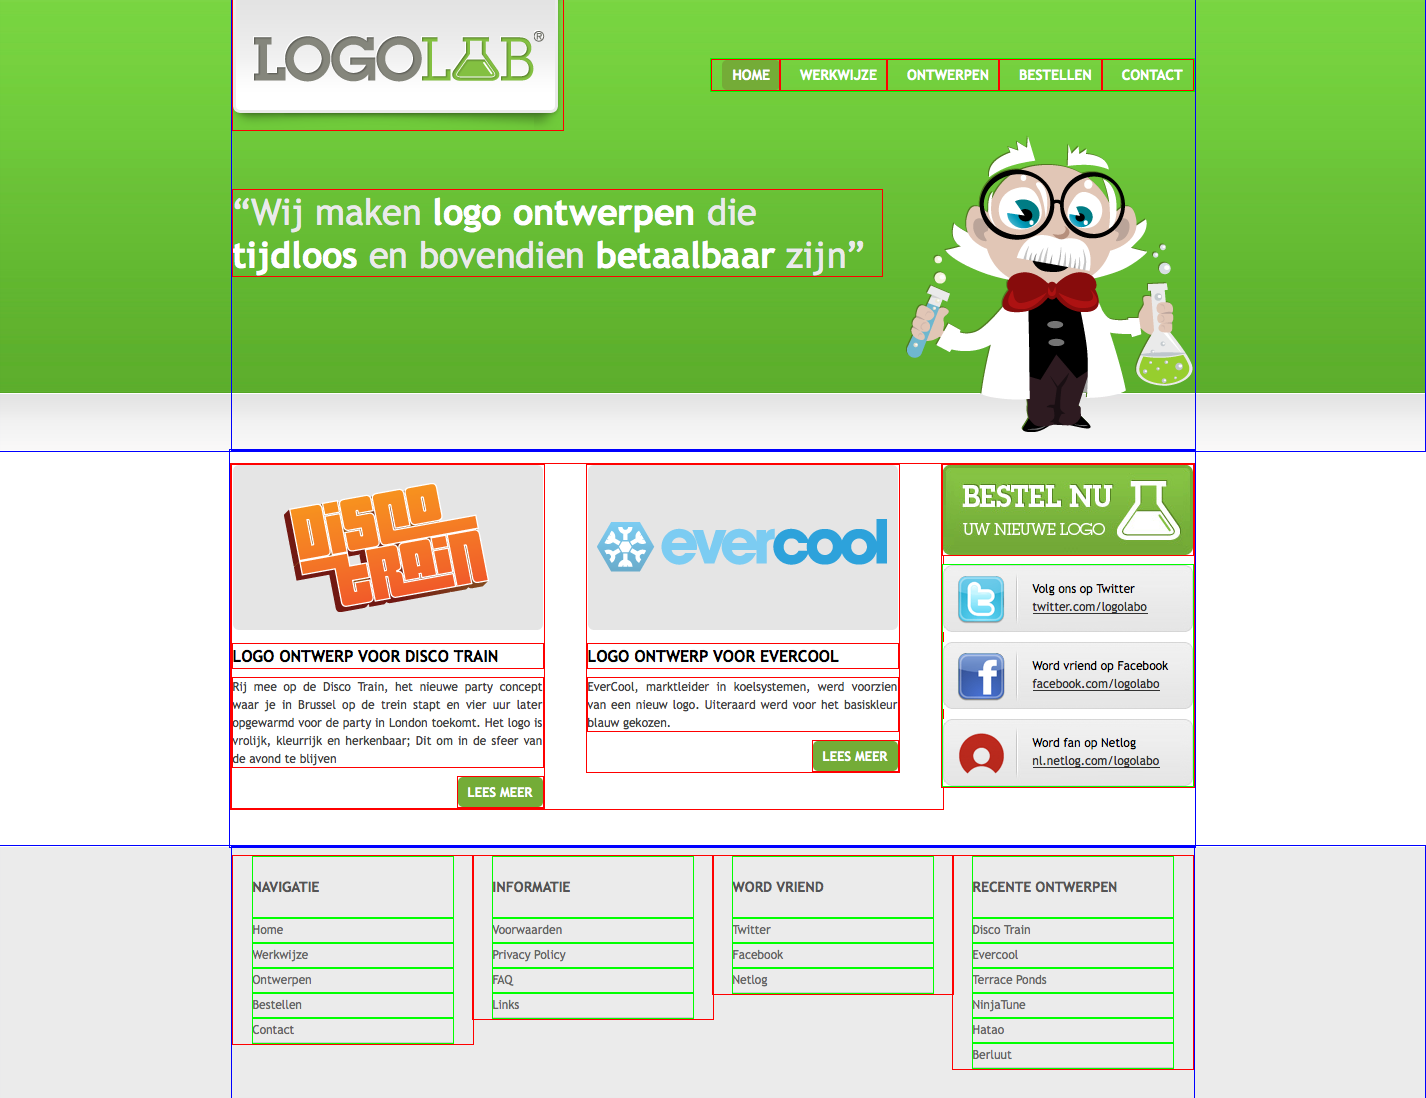 LOGOLAB®
HOME WERKWIJZE ONTWERPEN BESTELLEN CONTACT
“Wij maken logo ontwerpen die
tijdloos en bovendien betaalbaar zijn”
DISCO
TRAIN
LOGO ONTWERP VOOR DISCO TRAIN
Rij mee op de Disco Train, het nieuwe party concept
waar je in Brussel op de trein stapt en vier uur later
opgewarmd voor de party in London toekomt. Het logo is
vrolijk, kleurrijk en herkenbaar; Dit om in de sfeer van
de avond te blijven
LEES MEER
evercool
LOGO ONTWERP VOOR EVERCOOL
EverCool, marktleider in koelsystemen, werd voorzien
van een nieuw logo. Uiteraard werd voor het basiskleur
blauw gekozen.
LEES MEER
BESTEL NU
UW NIEUWE LOGO
Volg ons op Twitter
twitter.com/logolabo
Word vriend op Facebook
facebook.com/logolabo
Word fan op Netlog
nl.netlog.com/logolabo
NAVIGATIE
Home
Werkwijze
Ontwerpen
Bestellen
Contact
INFORMATIE
Voorwaarden
Privacy Policy
FAQ
Links
WORD VRIEND
Twitter
Facebook
Netlog
RECENTE ONTWERPEN
Disco Train
Evercool
Terrace Ponds
NinjaTune
Hatao
Berluut